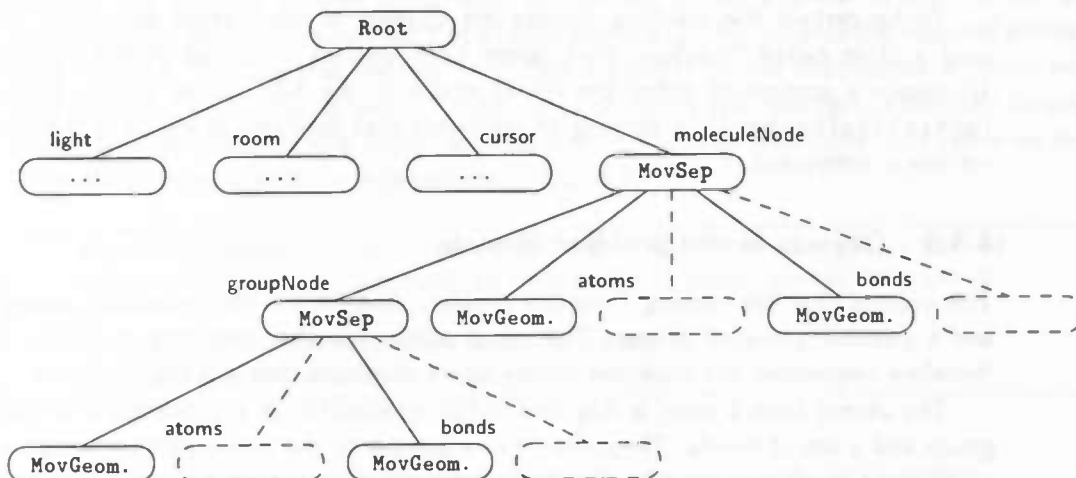 Root
light
room
cursor
moleculeNode
...
...
...
MovSep
groupNode
atoms
bonds
MovSep
MovGeom.
MovGeom.
atoms
bonds
MovGeom.
MovGeom.